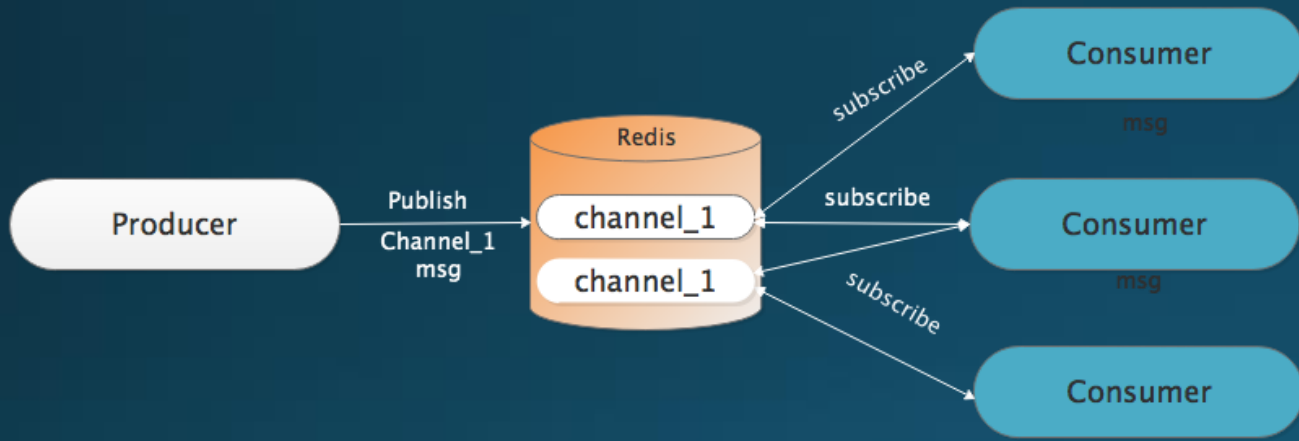 Consumer
subscribe
msg
Redis
Publish
subscribe
Producer
channel_1
Consumer
Channel_1
msg
channel_1
msg
subscribe
Consumer